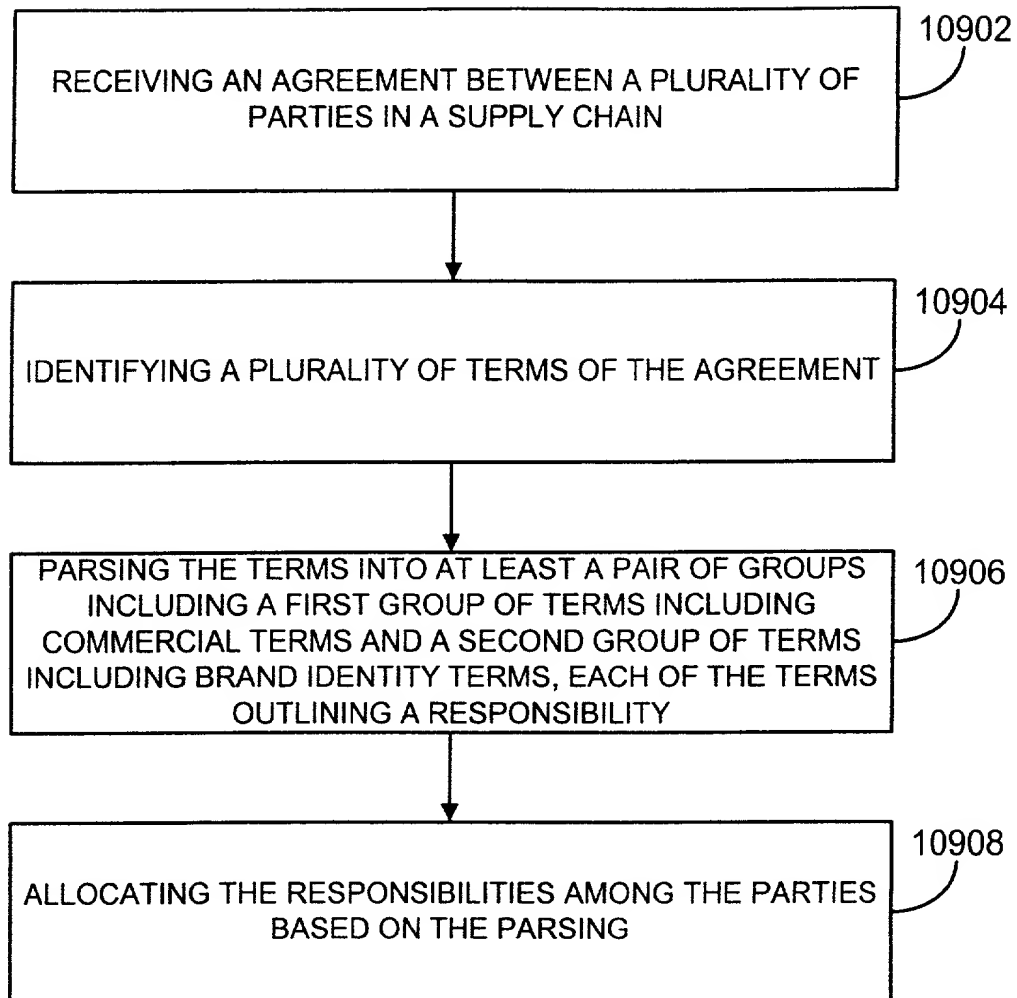 10902
RECEIVING AN AGREEMENT BETWEEN A PLURALITY OF
PARTIES IN A SUPPLY CHAIN
10904
IDENTIFYING A PLURALITY OF TERMS OF THE AGREEMENT
10906
PARSING THE TERMS INTO AT LEAST A PAIR OF GROUPS
INCLUDING A FIRST GROUP OF TERMS INCLUDING
COMMERCIAL TERMS AND A SECOND GROUP OF TERMS
INCLUDING BRAND IDENTITY TERMS, EACH OF THE TERMS
OUTLINING A RESPONSIBILITY
10908
ALLOCATING THE RESPONSIBILITIES AMONG THE PARTIES
BASED ON THE PARSING